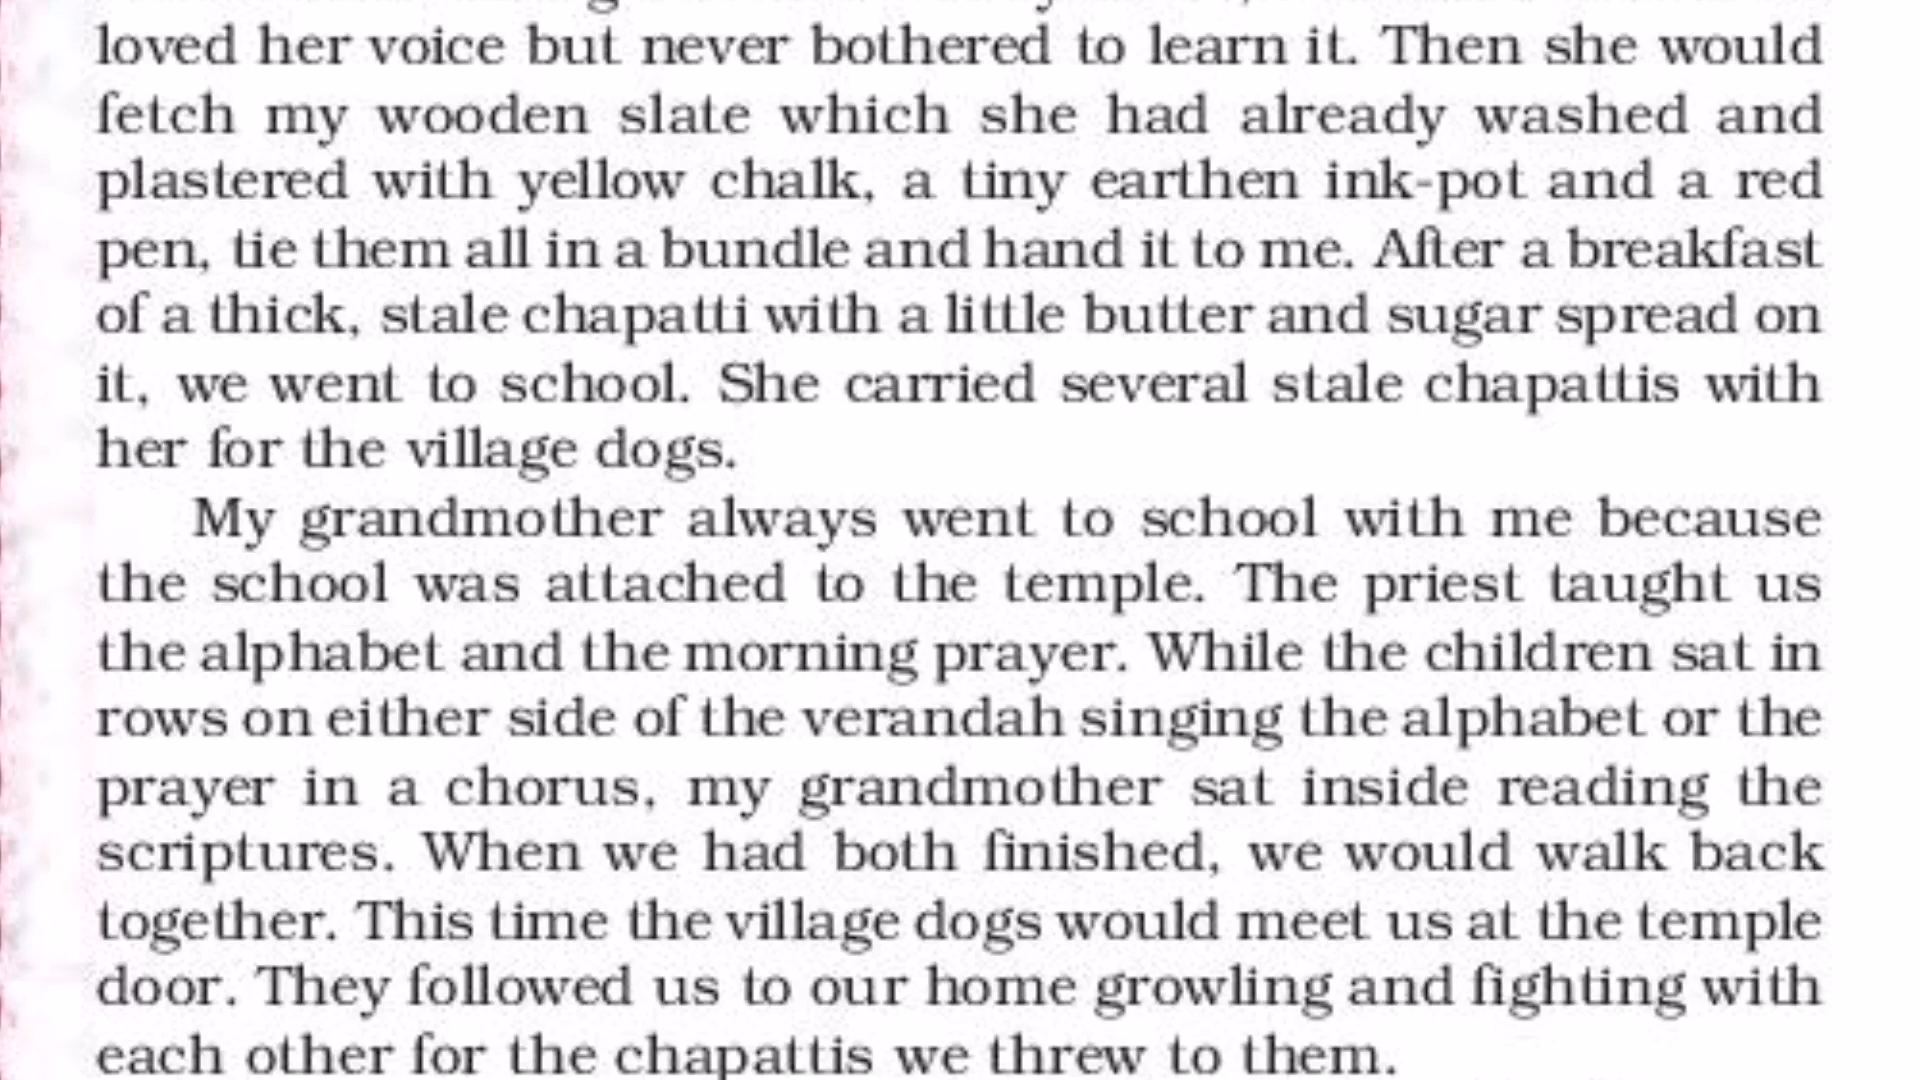 loved her voice but never bothered to learn it. Then she would
fetch my wooden slate which she had already washed and
plastered with yellow chalk, a tiny earthen ink-pot and a red
pen, tie them all in a bundle and hand it to me. After a breakfast
of a thick, stale chapatti with a little butter and sugar spread on
it, we went to school. She carried several stale chapattis with
her for the village dogs.
My grandmother always went to school with me because
the school was attached to the temple. The priest taught us
the alphabet and the morning prayer. While the children sat in
rows on either side of the verandah singing the alphabet or the
prayer in a chorus, my grandmother sat inside reading the
scriptures. When we had both finished, we would walk back
together. This time the village dogs would meet us at the temple
door. They followed us to our home growling and fighting with
each other for the chapattis we threw to them.